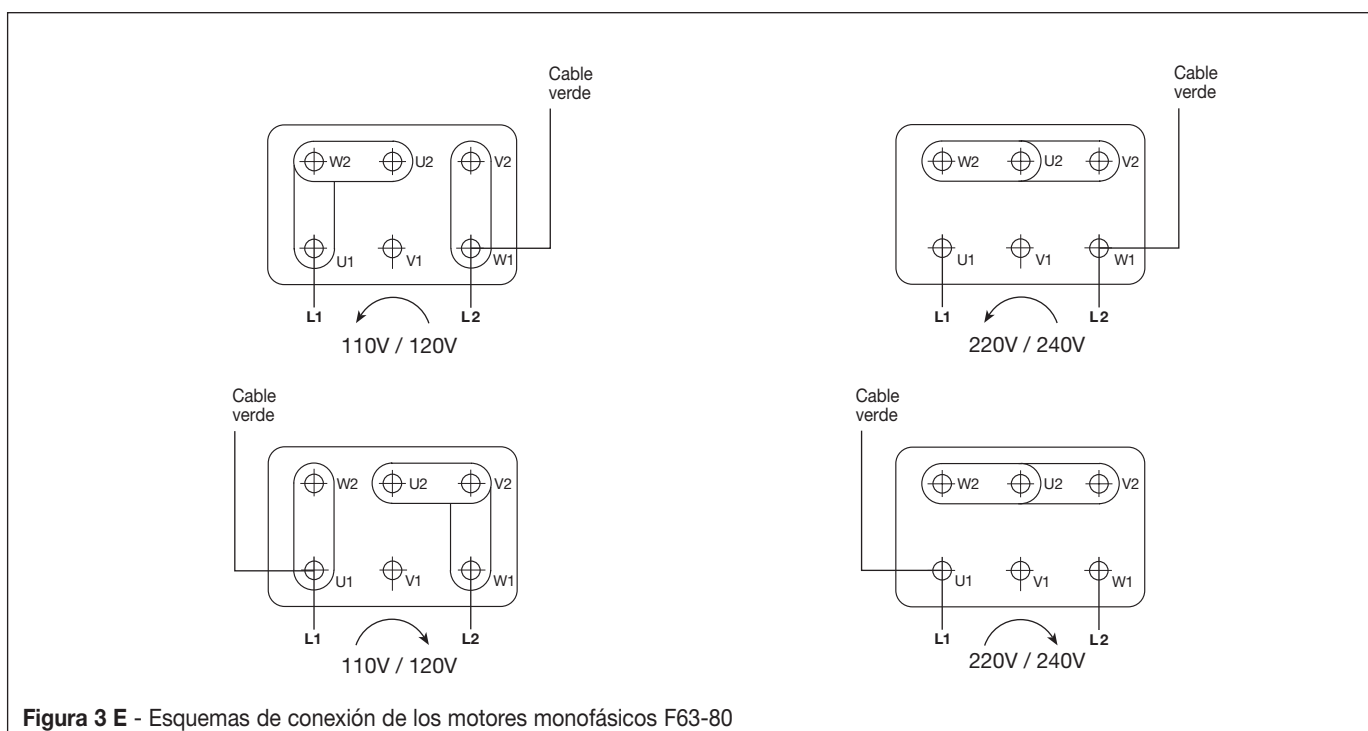 Cable
verde
W2 U2 V2
U1 V1 W1
L1 L2
110V / 120V
Cable
verde
W2 U2 V2
U1 V1 W1
L1 L2
220V / 240V
Cable
verde
W2 U2 V2
U1 V1 W1
L1 L2
110V / 120V
Cable
verde
W2 U2 V2
U1 V1 W1
L1 L2
220V / 240V
Figura 3 E - Esquemas de conexión de los motores monofásicos F63-80